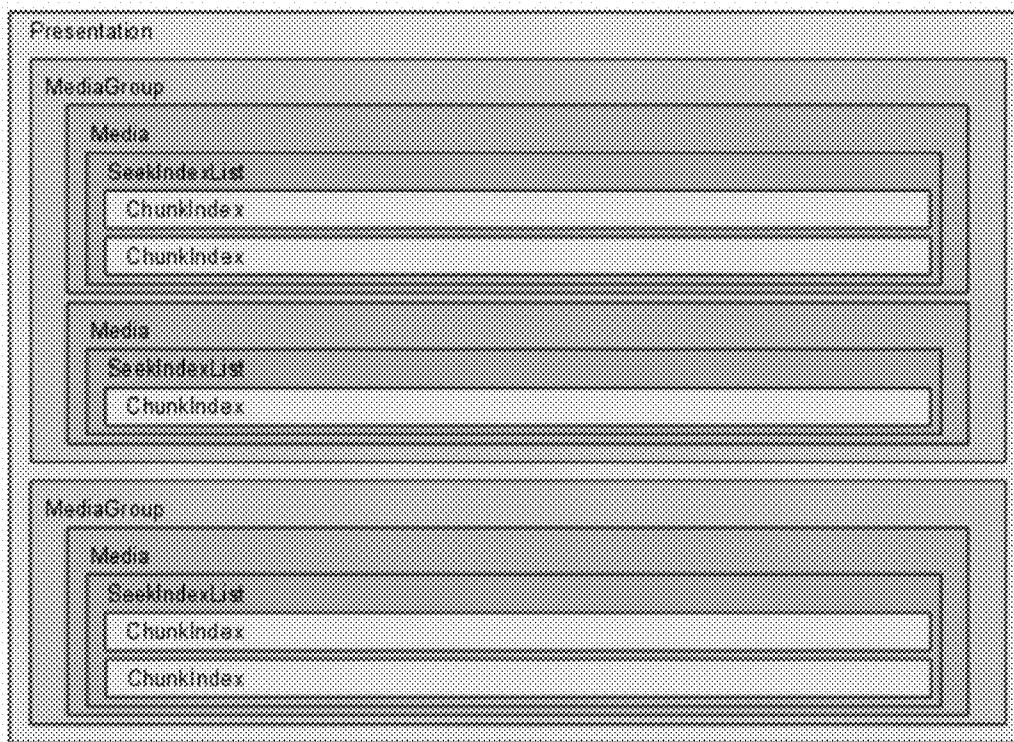 Presentation
MediaGroup
Media
SeekIndexList
ChunkIndex
ChunkIndex
Media
SeekIndexList
ChunkIndex
MediaGroup
Media
SeekIndexList
ChunkIndex
ChunkIndex